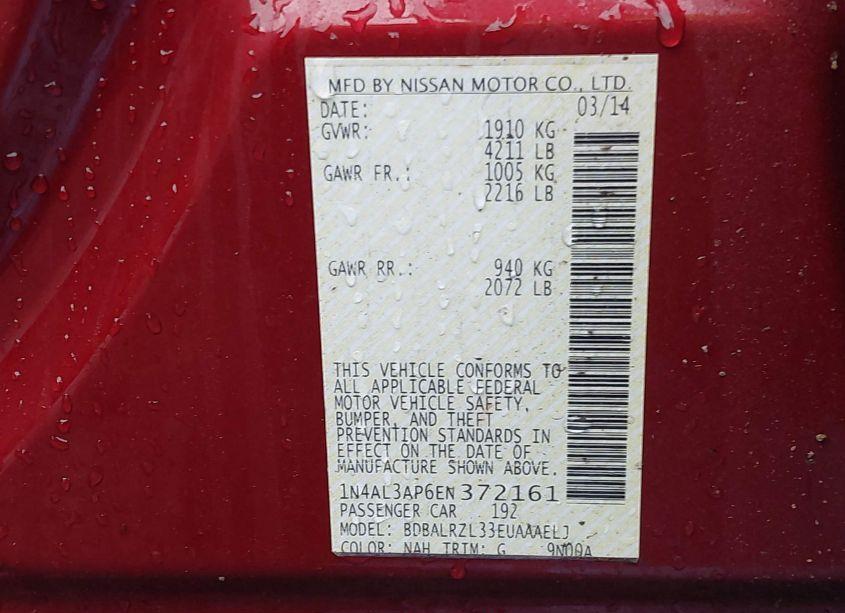 MFD BY NISSAN MOTOR CO., LTD.
DATE: 03/14
GVWR: 1910 KG
4211 LB
GAWR FR.: 1005 KG
2216 LB
GAWR RR.: 940 KG
2072 LB
THIS VEHICLE CONFORMS TO
ALL APPLICABLE FEDERAL
MOTOR VEHICLE SAFETY,
BUMPER, AND THEFT
PREVENTION STANDARDS IN
EFFECT ON THE DATE OF
MANUFACTURE SHOWN ABOVE.
1N4AL3AP6EN372161
PASSENGER CAR 192
MODEL: BDBALRZL33EUAAAELJ
COLOR: NAH TRIM: G 9N00A